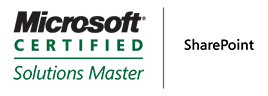 Microsoft®
CERTIFIED
Solutions Master
SharePoint